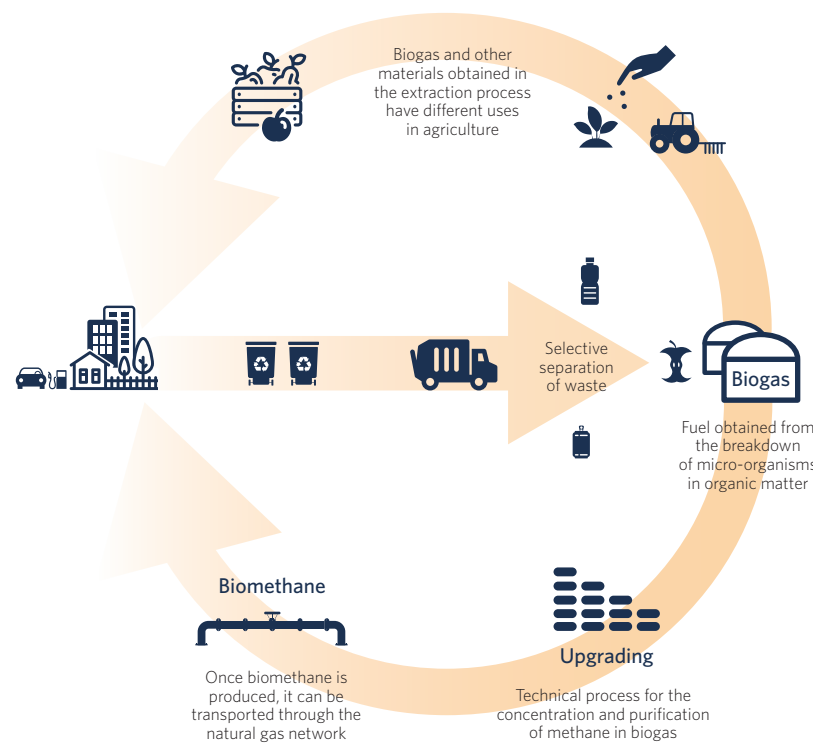 Biogas and other
materials obtained in
the extraction process
have different uses
in agriculture
Selective
separation
of waste
Biogas
Fuel obtained from
the breakdown
of micro-organisms
in organic matter
Biomethane
Once biomethane is
produced, it can be
transported through the
natural gas network
Upgrading
Technical process for the
concentration and purification
of methane in biogas